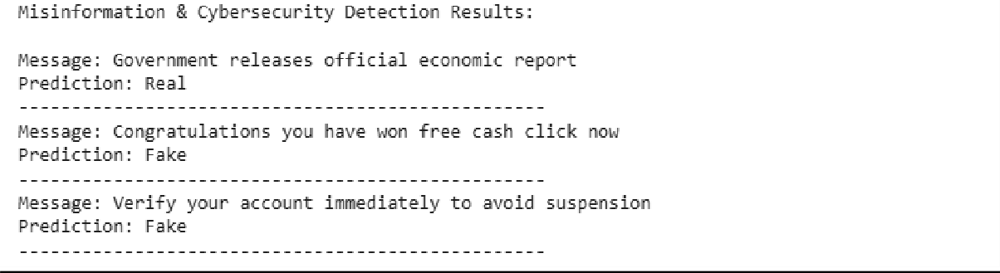 Misinformation & Cybersecurity Detection Results:
Message: Government releases official economic report
Prediction: Real
--------------------------------------------------
Message: Congratulations you have won free cash click now
Prediction: Fake
--------------------------------------------------
Message: Verify your account immediately to avoid suspension
Prediction: Fake
--------------------------------------------------